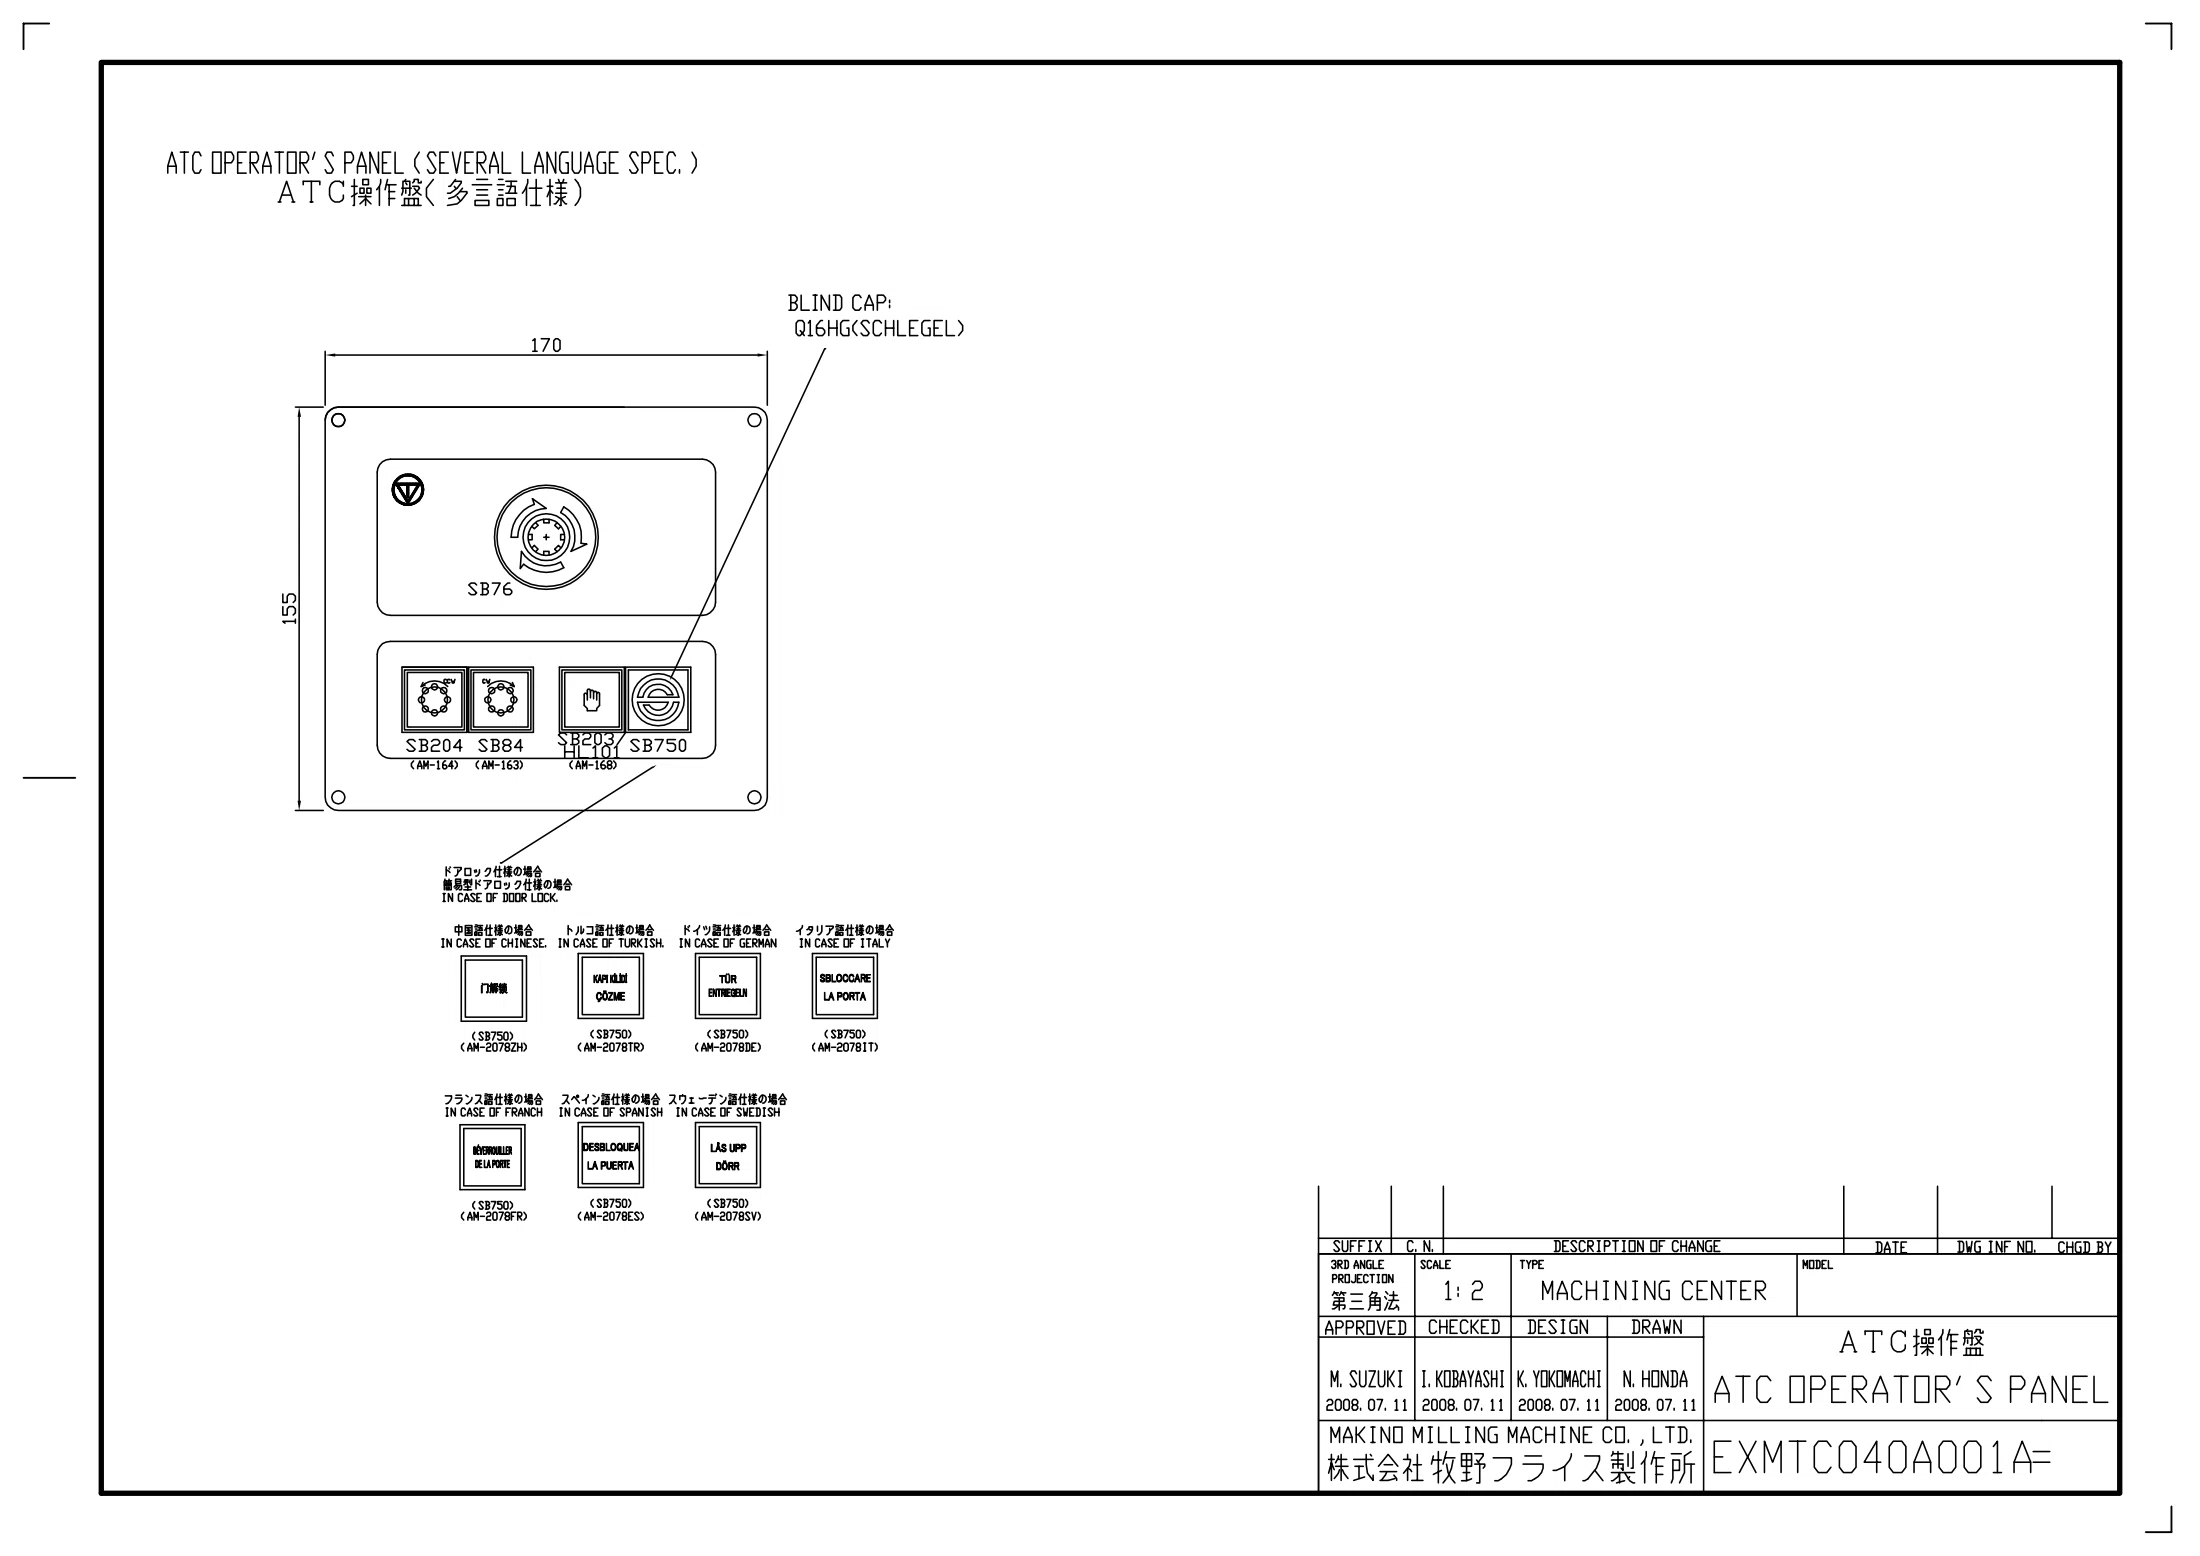 ATC OPERATOR'S PANEL (SEVERAL LANGUAGE SPEC.)
ATC操作盤(多言語仕様)
BLIND CAP:
Q16HG(SCHLEGEL)
170
155
SB76
CCW
CW
SB204
SB84
SB203
HL101
SB750
(AM-164)
(AM-163)
(AM-168)
ドアロック仕様の場合
簡易型ドアロック仕様の場合
IN CASE OF DOOR LOCK.
中国語仕様の場合
IN CASE OF CHINESE.
门解锁
(SB750)
(AM-2078ZH)
トルコ語仕様の場合
IN CASE OF TURKISH.
KAPI KİLİDİ
ÇÖZME
(SB750)
(AM-2078TR)
ドイツ語仕様の場合
IN CASE OF GERMAN
TÜR
ENTRIEGELN
(SB750)
(AM-2078DE)
イタリア語仕様の場合
IN CASE OF ITALY
SBLOCCARE
LA PORTA
(SB750)
(AM-2078IT)
フランス語仕様の場合
IN CASE OF FRANCH
DÉVERROUILLER
DE LA PORTE
(SB750)
(AM-2078FR)
スペイン語仕様の場合
IN CASE OF SPANISH
DESBLOQUEA
LA PUERTA
(SB750)
(AM-2078ES)
スウェーデン語仕様の場合
IN CASE OF SWEDISH
LÅS UPP
DÖRR
(SB750)
(AM-2078SV)
SUFFIX C. N. DESCRIPTION OF CHANGE DATE DWG INF NO. CHGD BY
3RD ANGLE
PROJECTION
第三角法
SCALE
1:2
TYPE
MACHINING CENTER
MODEL
APPROVED CHECKED DESIGN DRAWN
M. SUZUKI I. KOBAYASHI K. YOKOMACHI N. HONDA
2008. 07. 11 2008. 07. 11 2008. 07. 11 2008. 07. 11
ATC操作盤
ATC OPERATOR'S PANEL
MAKINO MILLING MACHINE CO. ,LTD.
株式会社牧野フライス製作所
EXMTC040A001A=